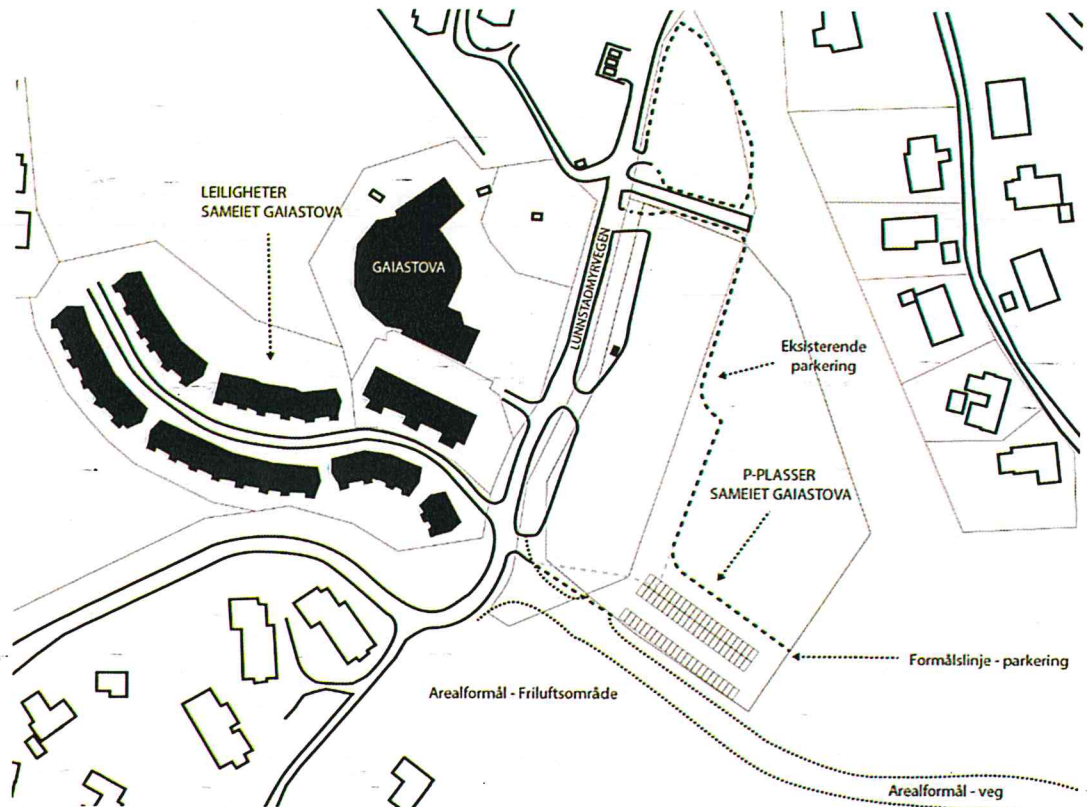 LEILIGHETER
SAMEIET GAIASTOVA
GAIASTOVA
LUNNSTADMYRVEGEN
Eksisterende
parkering
P-PLASSER
SAMEIET GAIASTOVA
Formålslinje - parkering
Arealformål - Friluftsområde
Arealformål - veg